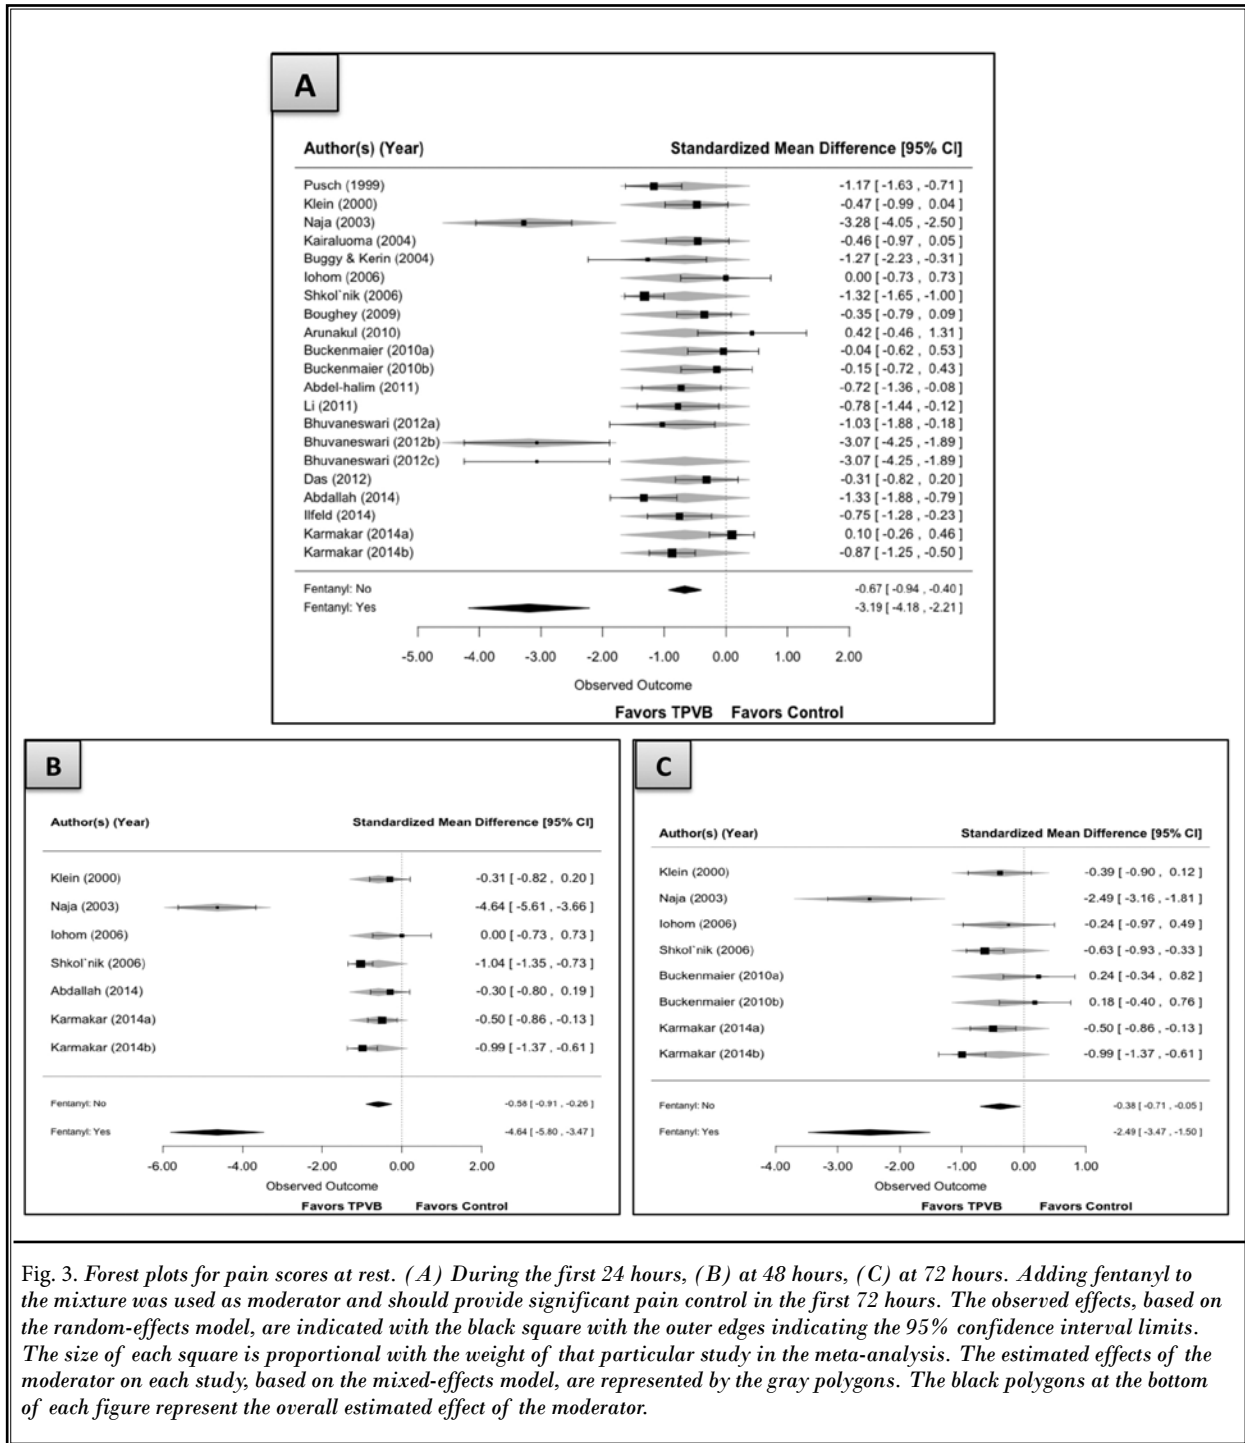 A
Author(s) (Year) Standardized Mean Difference [95% CI]
Pusch (1999) -1.17 [ -1.63 , -0.71 ]
Klein (2000) -0.47 [ -0.99 , 0.04 ]
Naja (2003) -3.28 [ -4.05 , -2.50 ]
Kairaluoma (2004) -0.46 [ -0.97 , 0.05 ]
Buggy & Kerin (2004) -1.27 [ -2.23 , -0.31 ]
Iohom (2006) 0.00 [ -0.73 , 0.73 ]
Shkol`nik (2006) -1.32 [ -1.65 , -1.00 ]
Boughey (2009) -0.35 [ -0.79 , 0.09 ]
Arunakul (2010) 0.42 [ -0.46 , 1.31 ]
Buckenmaier (2010a) -0.04 [ -0.62 , 0.53 ]
Buckenmaier (2010b) -0.15 [ -0.72 , 0.43 ]
Abdel-halim (2011) -0.72 [ -1.36 , -0.08 ]
Li (2011) -0.78 [ -1.44 , -0.12 ]
Bhuvaneswari (2012a) -1.03 [ -1.88 , -0.18 ]
Bhuvaneswari (2012b) -3.07 [ -4.25 , -1.89 ]
Bhuvaneswari (2012c) -3.07 [ -4.25 , -1.89 ]
Das (2012) -0.31 [ -0.82 , 0.20 ]
Abdallah (2014) -1.33 [ -1.88 , -0.79 ]
Ilfeld (2014) -0.75 [ -1.28 , -0.23 ]
Karmakar (2014a) 0.10 [ -0.26 , 0.46 ]
Karmakar (2014b) -0.87 [ -1.25 , -0.50 ]
Fentanyl: No -0.67 [ -0.94 , -0.40 ]
Fentanyl: Yes -3.19 [ -4.18 , -2.21 ]
-5.00 -4.00 -3.00 -2.00 -1.00 0.00 1.00 2.00
Observed Outcome
Favors TPVB Favors Control
B
Author(s) (Year) Standardized Mean Difference [95% CI]
Klein (2000) -0.31 [ -0.82 , 0.20 ]
Naja (2003) -4.64 [ -5.61 , -3.66 ]
Iohom (2006) 0.00 [ -0.73 , 0.73 ]
Shkol`nik (2006) -1.04 [ -1.35 , -0.73 ]
Abdallah (2014) -0.30 [ -0.80 , 0.19 ]
Karmakar (2014a) -0.50 [ -0.86 , -0.13 ]
Karmakar (2014b) -0.99 [ -1.37 , -0.61 ]
Fentanyl: No -0.58 [ -0.91 , -0.26 ]
Fentanyl: Yes -4.64 [ -5.80 , -3.47 ]
-6.00 -4.00 -2.00 0.00 2.00
Observed Outcome
Favors TPVB Favors Control
C
Author(s) (Year) Standardized Mean Difference [95% CI]
Klein (2000) -0.39 [ -0.90 , 0.12 ]
Naja (2003) -2.49 [ -3.16 , -1.81 ]
Iohom (2006) -0.24 [ -0.97 , 0.49 ]
Shkol`nik (2006) -0.63 [ -0.93 , -0.33 ]
Buckenmaier (2010a) 0.24 [ -0.34 , 0.82 ]
Buckenmaier (2010b) 0.18 [ -0.40 , 0.76 ]
Karmakar (2014a) -0.50 [ -0.86 , -0.13 ]
Karmakar (2014b) -0.99 [ -1.37 , -0.61 ]
Fentanyl: No -0.38 [ -0.71 , -0.05 ]
Fentanyl: Yes -2.49 [ -3.47 , -1.50 ]
-4.00 -3.00 -2.00 -1.00 0.00 1.00
Observed Outcome
Favors TPVB Favors Control
Fig. 3. Forest plots for pain scores at rest. (A) During the first 24 hours, (B) at 48 hours, (C) at 72 hours. Adding fentanyl to
the mixture was used as moderator and should provide significant pain control in the first 72 hours. The observed effects, based on
the random-effects model, are indicated with the black square with the outer edges indicating the 95% confidence interval limits.
The size of each square is proportional with the weight of that particular study in the meta-analysis. The estimated effects of the
moderator on each study, based on the mixed-effects model, are represented by the gray polygons. The black polygons at the bottom
of each figure represent the overall estimated effect of the moderator.